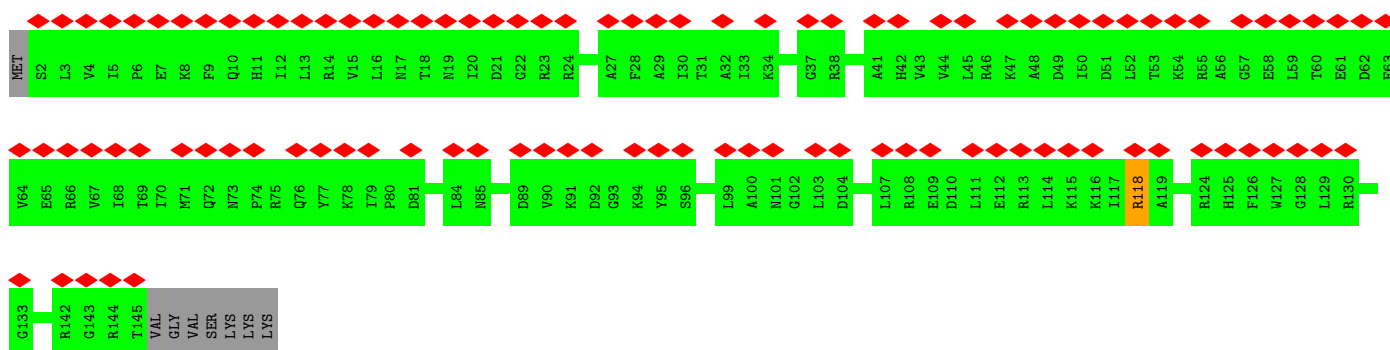 MET S2 L3 V4 I5 P6 E7 K8 F9 Q10 H11 I12 L13 R14 V15 L16 N17 T18 N19 I20 D21 G22 R23 R24 A27 F28 A29 I30 T31 A32 I33 K34 G37 R38 A41 H42 V43 V44 L45 R46 K47 A48 D49 I50 D51 L52 T53 K54 R55 A56 G57 E58 L59 T60 E61 D62 E63
V64 E65 R66 V67 I68 T69 I70 M71 Q72 N73 P74 R75 Q76 Y77 K78 I79 P80 D81 L84 N85 D89 V90 K91 D92 G93 K94 Y95 S96 L99 A100 N101 G102 L103 D104 L107 R108 E109 D110 L111 E112 R113 L114 K115 K116 I117 R118 A119 R124 H125 F126 W127 G128 L129 R130
G133 R142 G143 R144 T145 VAL GLY VAL SER LYS LYS LYS